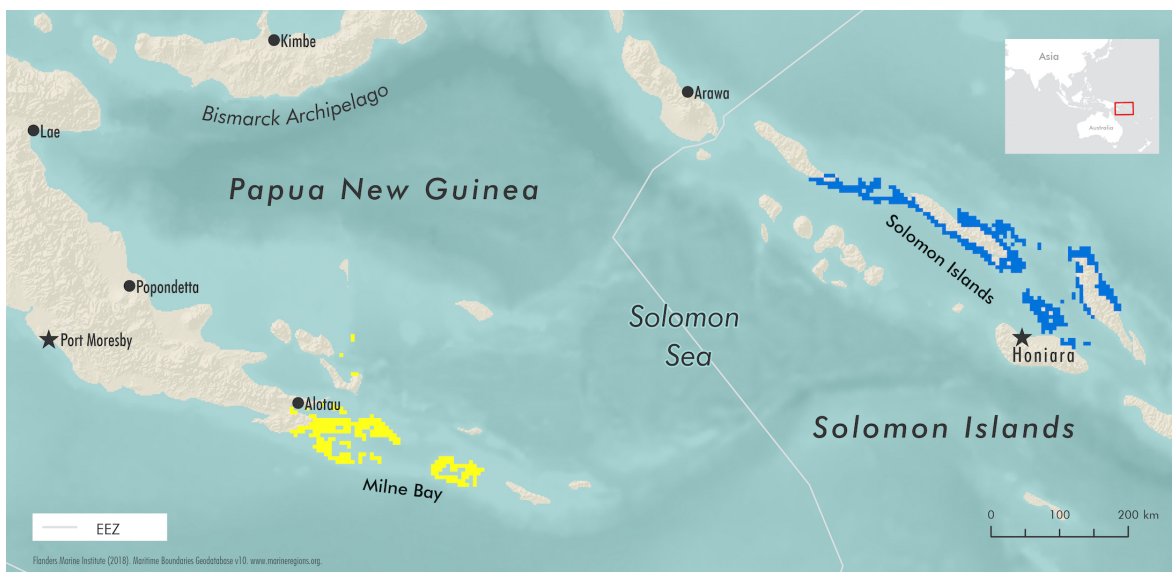 Kimbe
Bismarck Archipelago
Lae
Arawa
Asia
Australia
Papua New Guinea
Solomon Islands
Popondetta
Port Moresby
Solomon
Sea
Honiara
Alotau
Solomon Islands
Milne Bay
0 100 200 km
EEZ
Flanders Marine Institute (2018). Maritime Boundaries Geodatabase v10. www.marineregions.org.